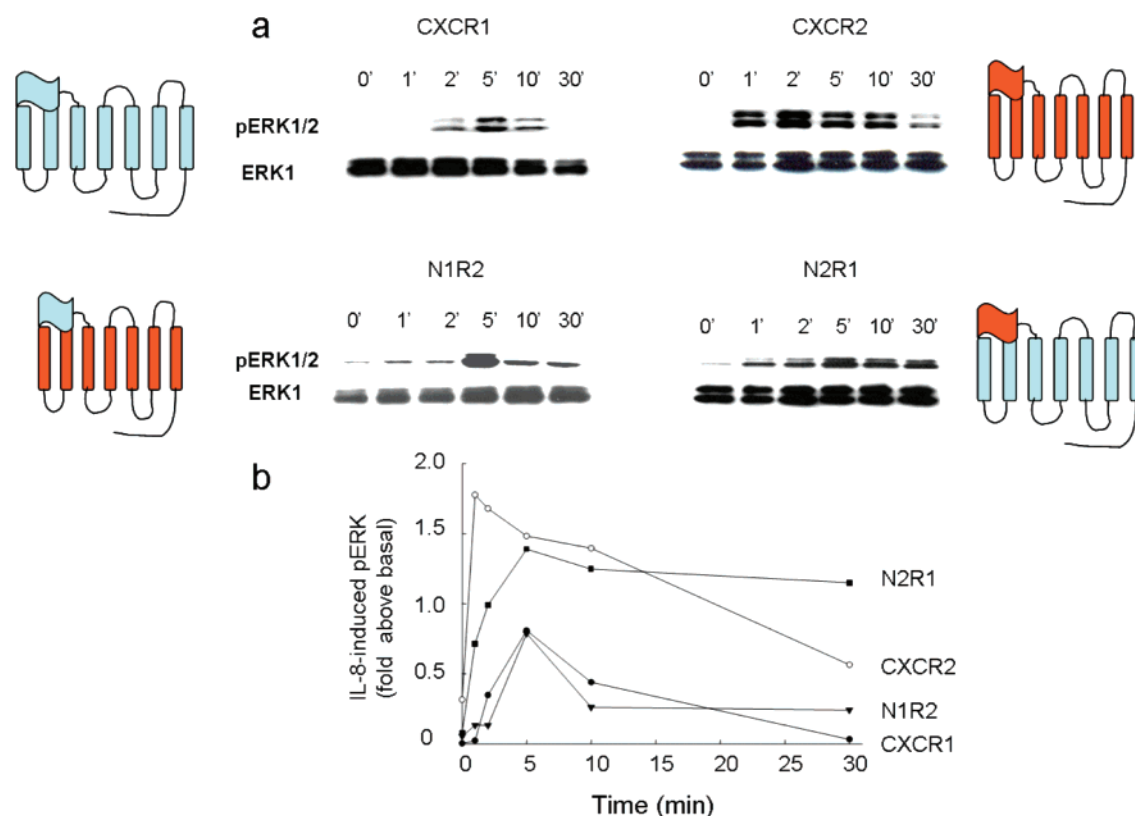 a
CXCR1
CXCR2
0' 1' 2' 5' 10' 30'
0' 1' 2' 5' 10' 30'
pERK1/2
ERK1
N1R2
N2R1
0' 1' 2' 5' 10' 30'
0' 1' 2' 5' 10' 30'
pERK1/2
ERK1
b
IL-8-induced pERK
(fold above basal)
2.0
1.5
1.0
0.5
0
N2R1
CXCR2
N1R2
CXCR1
0 5 10 15 20 25 30
Time (min)